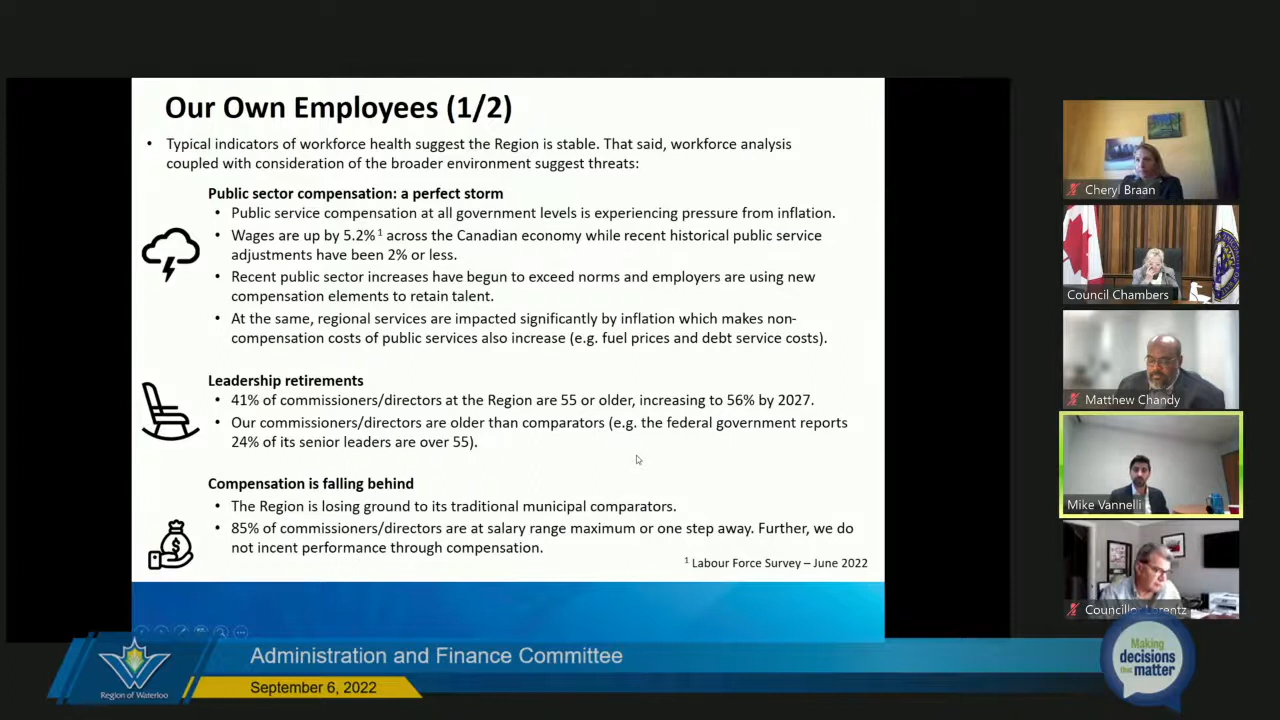 Our Own Employees (1/2)
• Typical indicators of workforce health suggest the Region is stable. That said, workforce analysis
coupled with consideration of the broader environment suggest threats:
Public sector compensation: a perfect storm
• Public service compensation at all government levels is experiencing pressure from inflation.
• Wages are up by 5.2%¹ across the Canadian economy while recent historical public service
adjustments have been 2% or less.
• Recent public sector increases have begun to exceed norms and employers are using new
compensation elements to retain talent.
• At the same, regional services are impacted significantly by inflation which makes non-
compensation costs of public services also increase (e.g. fuel prices and debt service costs).
Leadership retirements
• 41% of commissioners/directors at the Region are 55 or older, increasing to 56% by 2027.
• Our commissioners/directors are older than comparators (e.g. the federal government reports
24% of its senior leaders are over 55).
Compensation is falling behind
• The Region is losing ground to its traditional municipal comparators.
• 85% of commissioners/directors are at salary range maximum or one step away. Further, we do
not incent performance through compensation.
¹ Labour Force Survey – June 2022
Cheryl Braan
Council Chambers
Matthew Chandy
Mike Vannelli
Councillor Lorentz
Region of Waterloo
Administration and Finance Committee
September 6, 2022
Making
decisions
that matter